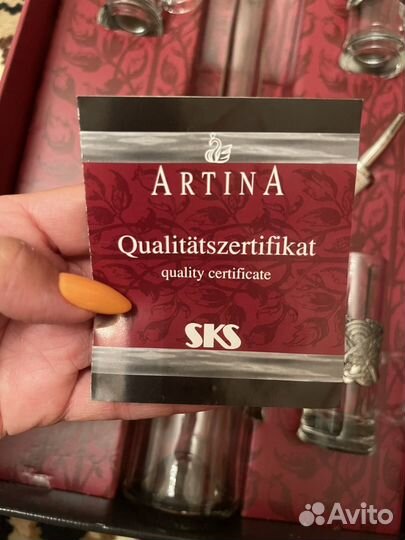 ARTINA
Qualitätszertifikat
quality certificate
SKS
Avito